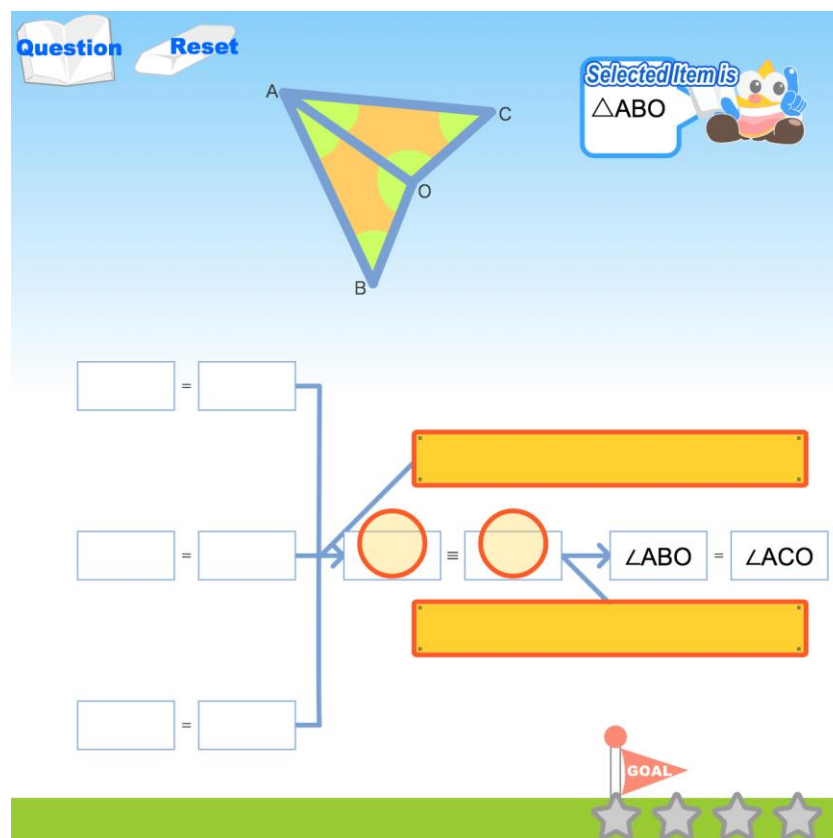 Question
Reset
Selected Item is
△ABO
A
C
O
B
=
=
≡
∠ABO = ∠ACO
=
GOAL